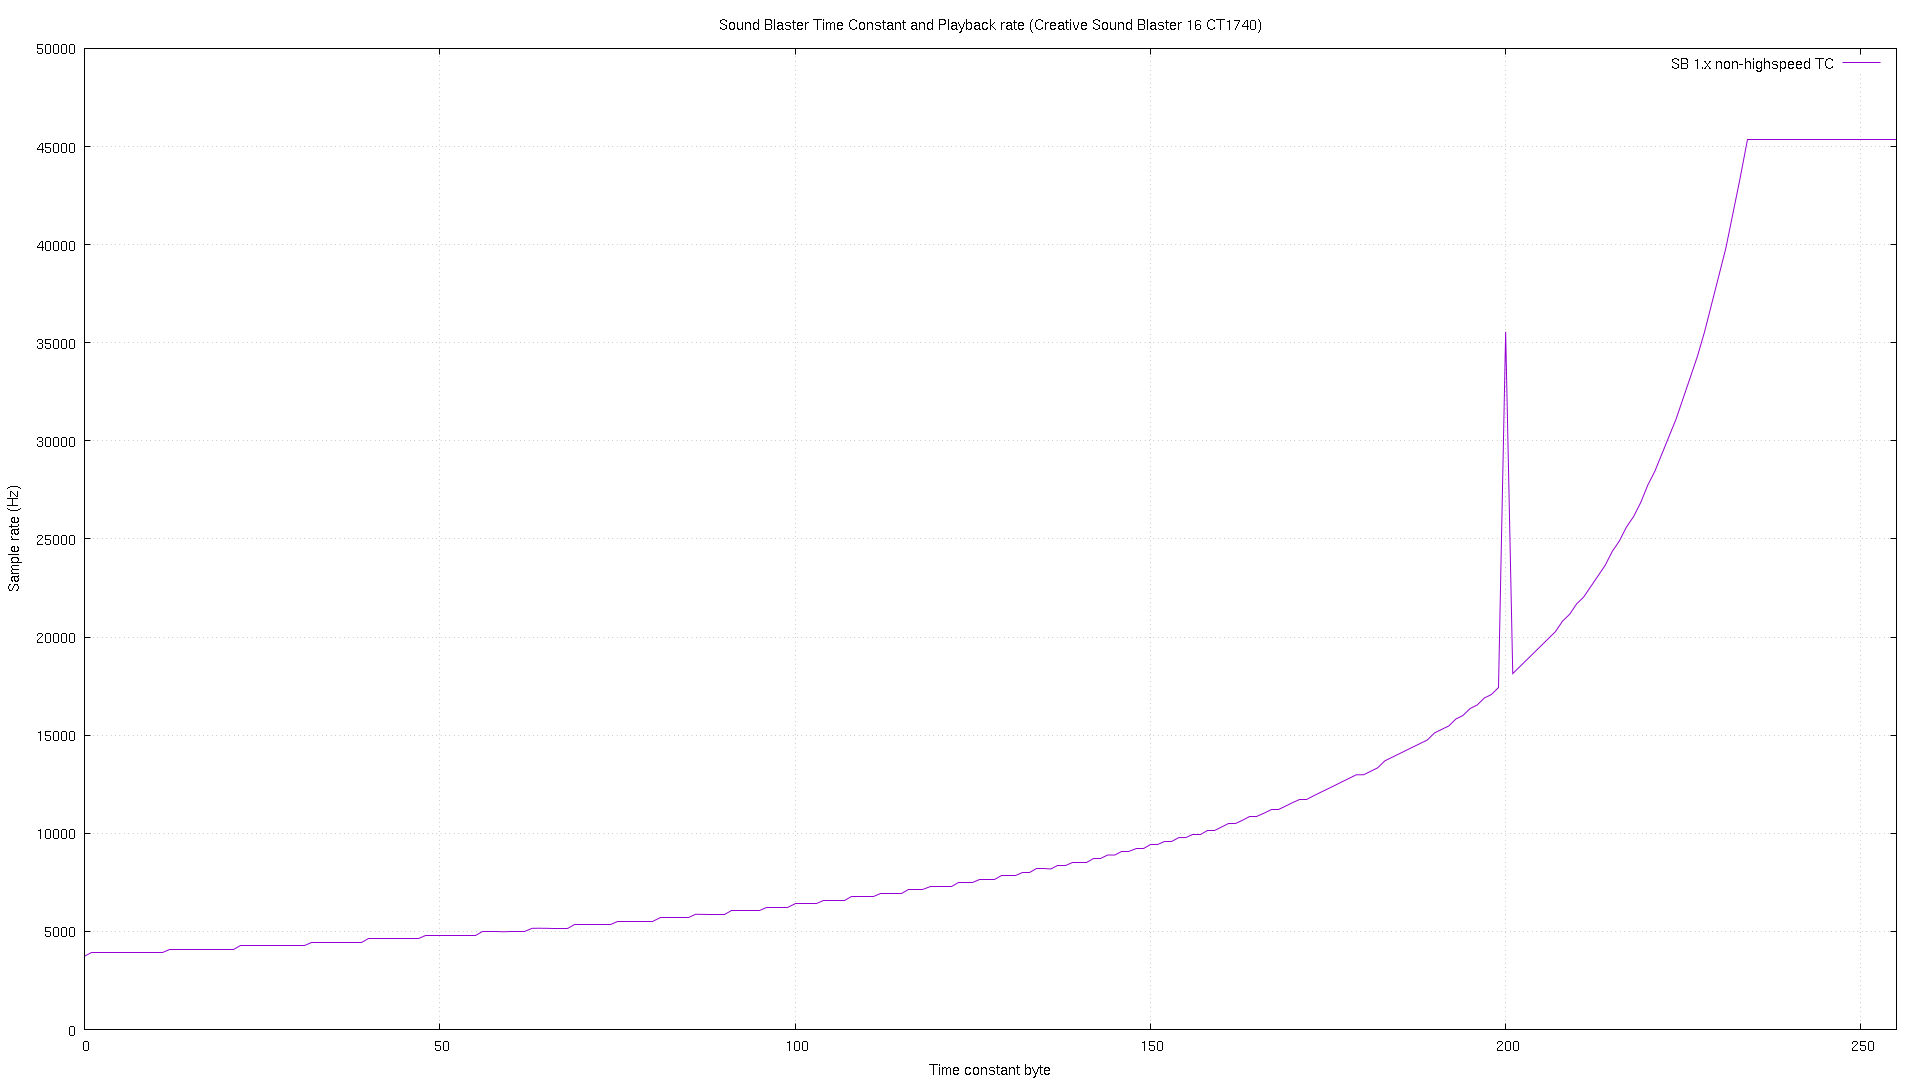 Sound Blaster Time Constant and Playback rate (Creative Sound Blaster 16 CT1740)
SB 1.x non-highspeed TC
50000
45000
40000
35000
30000
25000
20000
15000
10000
5000
0
Sample rate (Hz)
0 50 100 150 200 250
Time constant byte